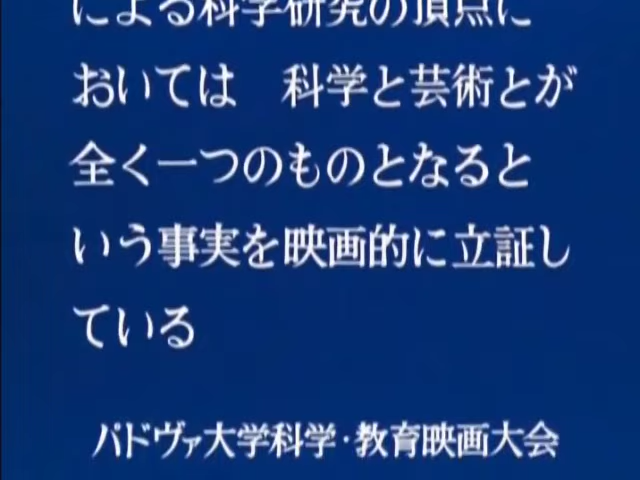 による科学研究の頂点に
おいては　科学と芸術とが
全く一つのものとなると
いう事実を映画的に立証し
ている
パドヴァ大学科学・教育映画大会